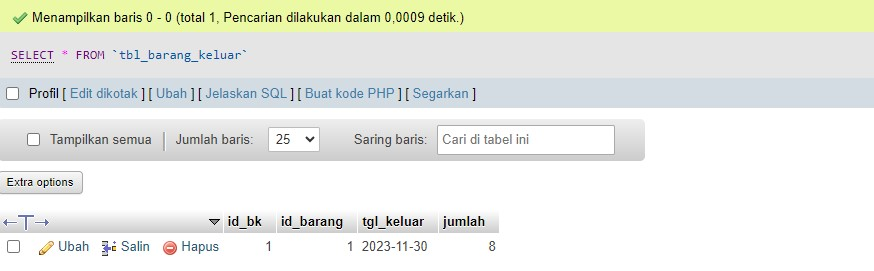 Menampilkan baris 0 - 0 (total 1, Pencarian dilakukan dalam 0,0009 detik.)
SELECT * FROM `tbl_barang_keluar`
Profil [ Edit dikotak ] [ Ubah ] [ Jelaskan SQL ] [ Buat kode PHP ] [ Segarkan ]
Tampilkan semua Jumlah baris: 25 Saring baris: Cari di tabel ini
Extra options
←T→ id_bk id_barang tgl_keluar jumlah
Ubah Salin Hapus 1 1 2023-11-30 8